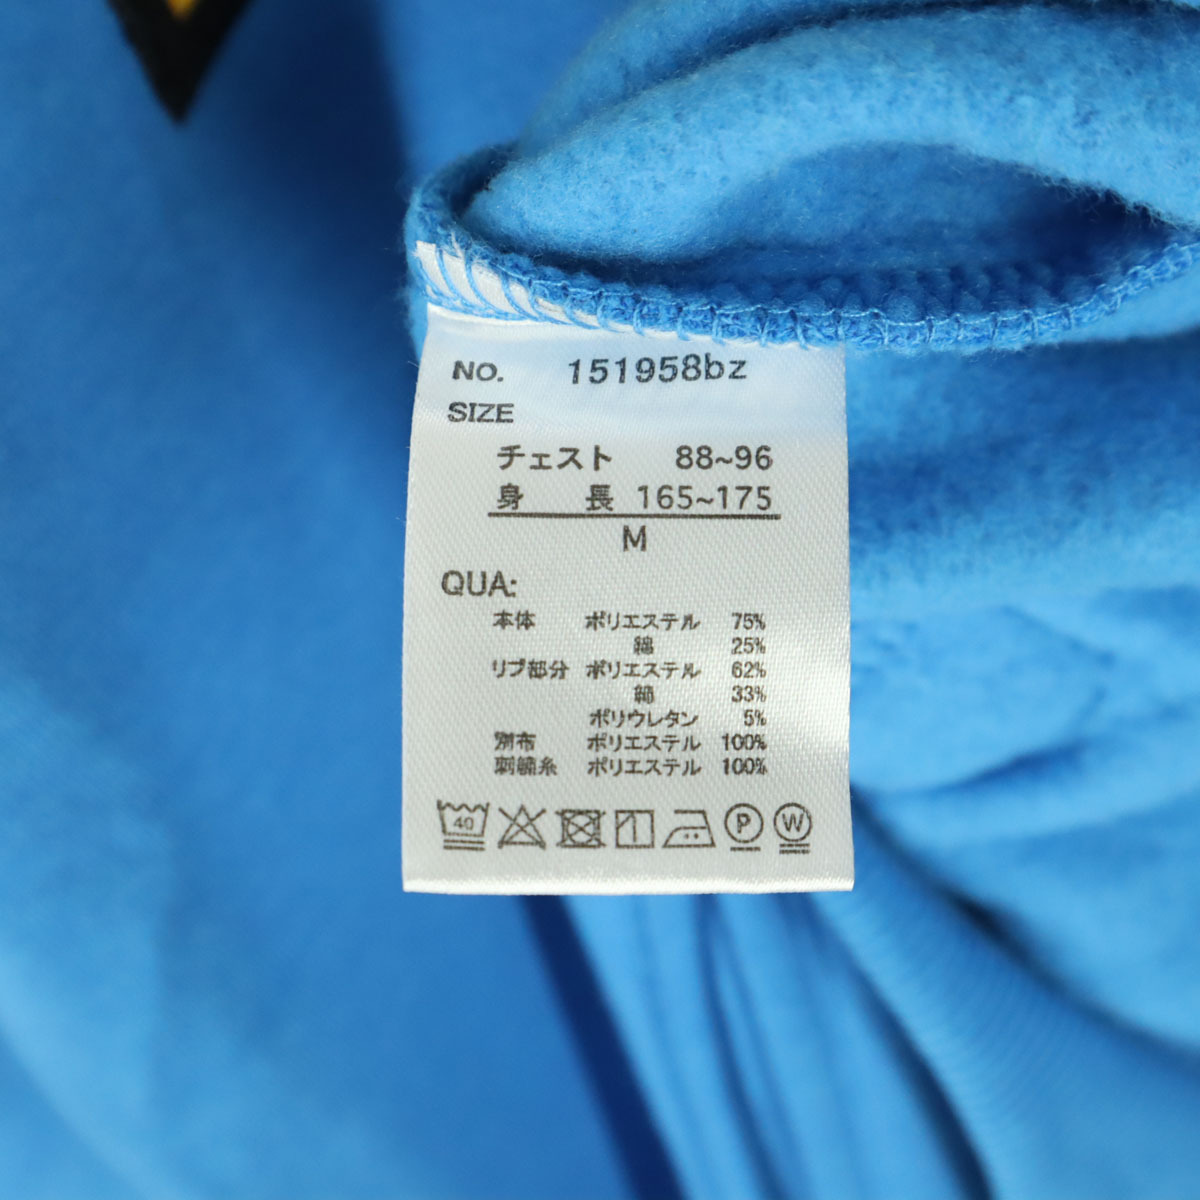 NO. 151958bz
SIZE
チェスト 88~96
身 長 165~175
M
QUA:
本体 ポリエステル 75%
綿 25%
リブ部分 ポリエステル 62%
綿 33%
ポリウレタン 5%
別布 ポリエステル 100%
刺繍糸 ポリエステル 100%
40 P W